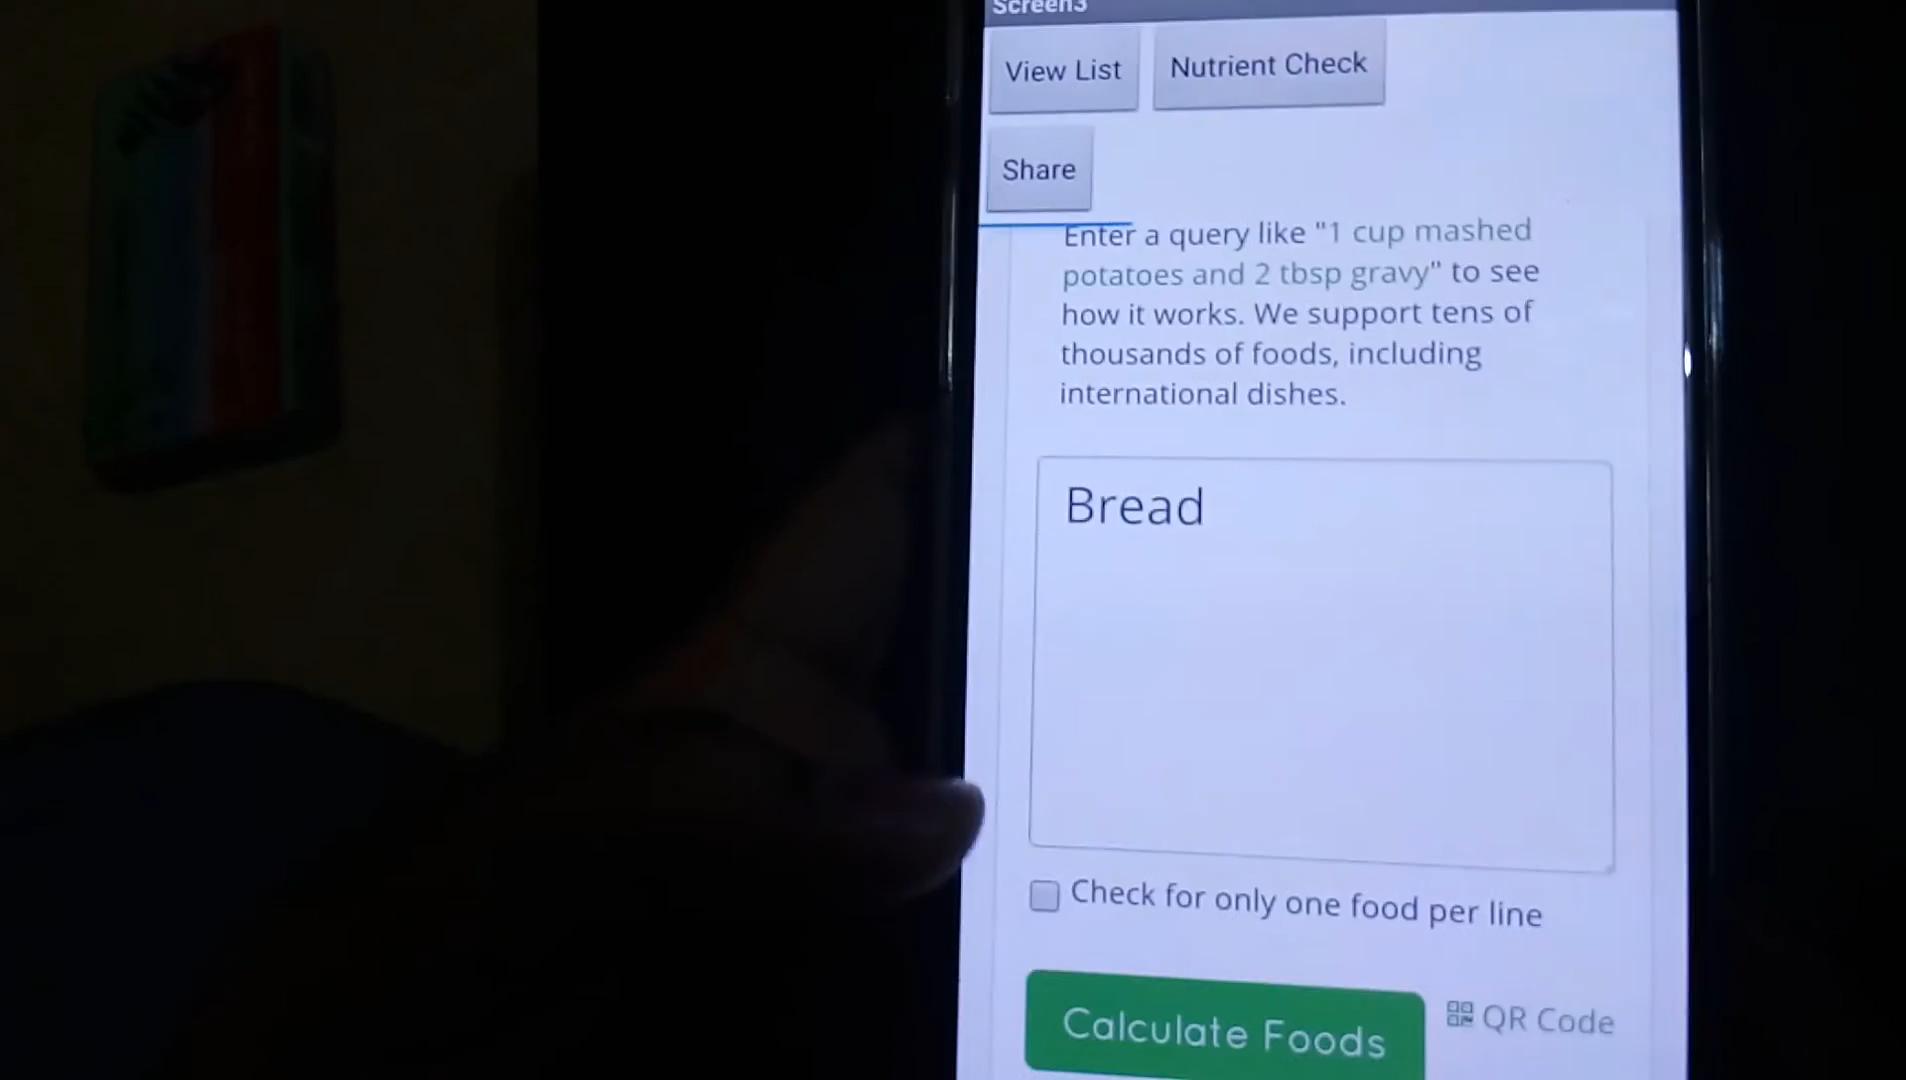 Screen3
View List
Nutrient Check
Share
Enter a query like "1 cup mashed
potatoes and 2 tbsp gravy" to see
how it works. We support tens of
thousands of foods, including
international dishes.
Bread
Check for only one food per line
Calculate Foods
QR Code